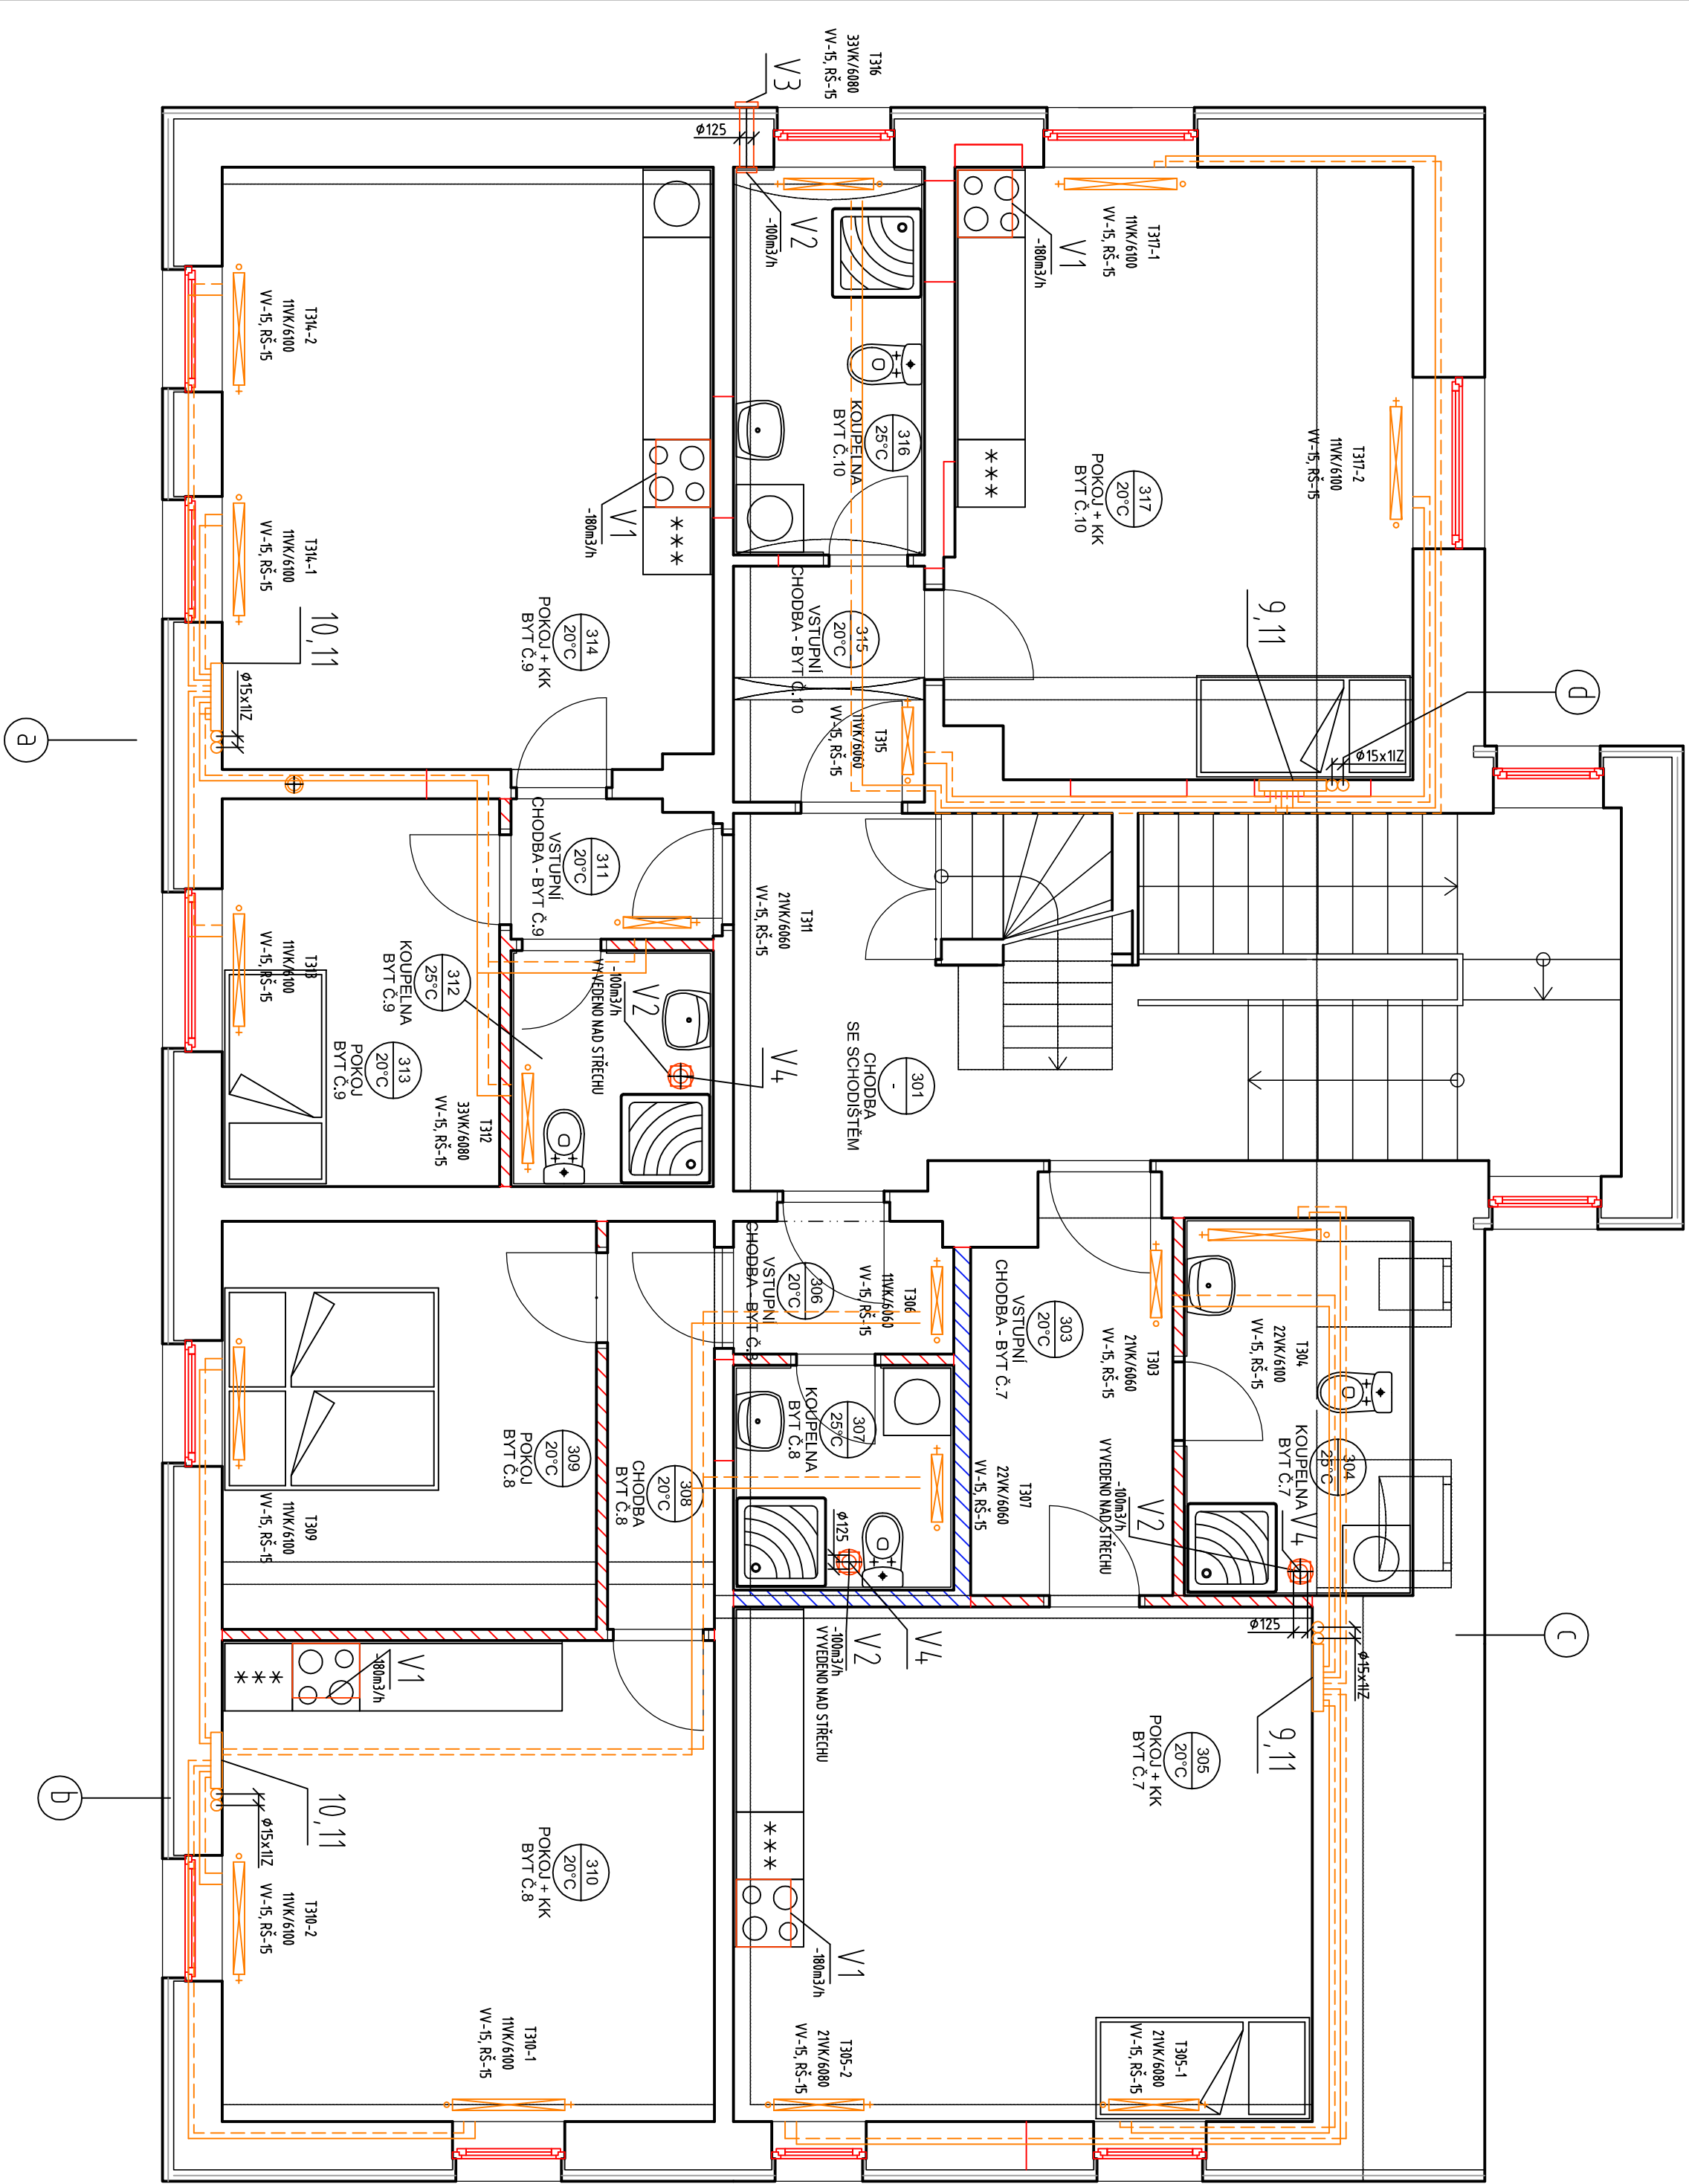 T316
33VK/6080
VV-15, RŠ-15
V3
ø125
V2
-100m3/h
V1
-180m3/h
T317-1
11VK/6100
VV-15, RŠ-15
T317-2
11VK/6100
VV-15, RŠ-15
317
20°C
POKOJ + KK
BYT Č.10
***
316
25°C
KOUPELNA
BYT Č.10
T314-2
11VK/6100
VV-15, RŠ-15
T314-1
11VK/6100
VV-15, RŠ-15
V1
-180m3/h
***
314
20°C
POKOJ + KK
BYT Č.9
10,11
ø15x1IZ
a
315
20°C
VSTUPNÍ
CHODBA - BYT Č.10
T315
11VK/6060
VV-15, RŠ-15
9,11
ø15x1IZ
d
311
20°C
VSTUPNÍ
CHODBA - BYT Č.9
T311
21VK/6060
VV-15, RŠ-15
T313
11VK/6100
VV-15, RŠ-15
312
25°C
KOUPELNA
BYT Č.9
313
20°C
POKOJ
BYT Č.9
V2
-100m3/h
VYVEDENO NAD STŘECHU
V4
T312
33VK/6080
VV-15, RŠ-15
301
-
CHODBA
SE SCHODIŠTĚM
306
20°C
VSTUPNÍ
CHODBA - BYT Č.8
T306
11VK/6060
VV-15, RŠ-15
303
20°C
VSTUPNÍ
CHODBA - BYT Č.7
T303
21VK/6060
VV-15, RŠ-15
T304
22VK/6100
VV-15, RŠ-15
304
25°C
KOUPELNA
BYT Č.7
V4
V2
-100m3/h
VYVEDENO NAD STŘECHU
307
25°C
KOUPELNA
BYT Č.8
T307
22VK/6060
VV-15, RŠ-15
ø125
V4
V2
-100m3/h
VYVEDENO NAD STŘECHU
308
20°C
CHODBA
BYT Č.8
309
20°C
POKOJ
BYT Č.8
T309
11VK/6100
VV-15, RŠ-15
V1
-180m3/h
***
10,11
ø15x1IZ
b
310
20°C
POKOJ + KK
BYT Č.8
T310-2
11VK/6100
VV-15, RŠ-15
T310-1
11VK/6100
VV-15, RŠ-15
ø125
ø15x1IZ
c
9,11
305
20°C
POKOJ + KK
BYT Č.7
***
V1
-180m3/h
T305-2
21VK/6080
VV-15, RŠ-15
T305-1
21VK/6080
VV-15, RŠ-15